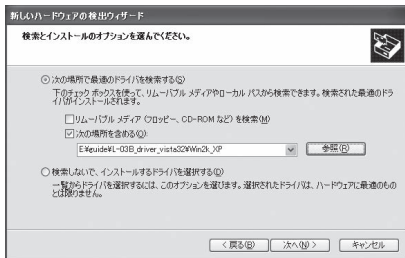 新しいハードウェアの検出ウィザード
検索とインストールのオプションを選んでください。
次の場所で最適のドライバを検索する(S)
下のチェック ボックスを使って、リムーバブル メディアやローカル パスから検索できます。検索された最適のドラ
イバがインストールされます。
リムーバブル メディア (フロッピー、CD-ROM など) を検索(M)
次の場所を含める(O):
E:¥guide¥L-03B_driver_vista32¥Win2k_XP
参照(R)
検索しないで、インストールするドライバを選択する(D)
一覧からドライバを選択するには、このオプションを選びます。選択されたドライバは、ハードウェアに最適のもの
とは限りません。
< 戻る(B)
次へ(N) >
キャンセル